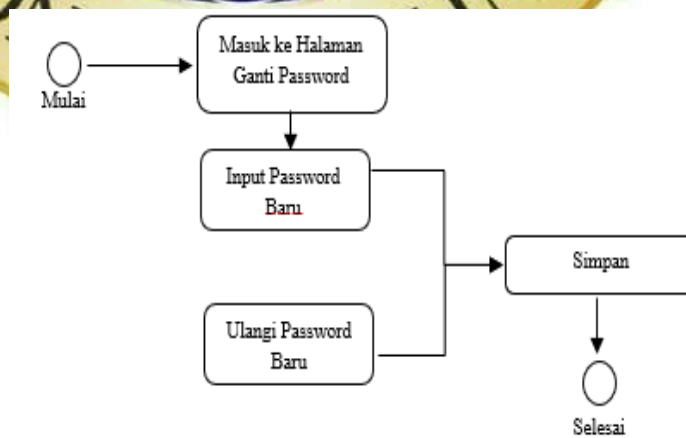 Masuk ke Halaman
Ganti Password
Mulai
Input Password
Baru
Simpan
Ulangi Password
Baru
Selesai